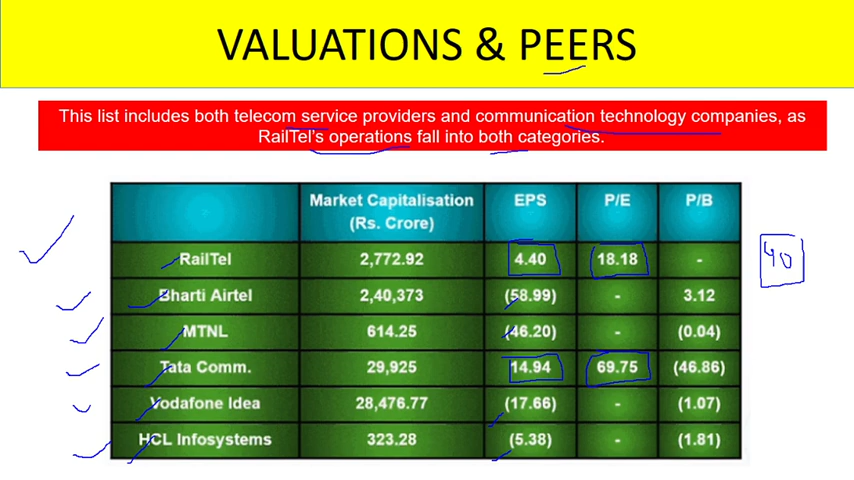 VALUATIONS & PEERS
This list includes both telecom service providers and communication technology companies, as
RailTel's operations fall into both categories.
Market Capitalisation (Rs. Crore) EPS P/E P/B
RailTel 2,772.92 4.40 18.18 -
40
Bharti Airtel 2,40,373 (58.99) - 3.12
MTNL 614.25 (46.20) - (0.04)
Tata Comm. 29,925 14.94 69.75 (46.86)
Vodafone Idea 28,476.77 (17.66) - (1.07)
HCL Infosystems 323.28 (5.38) - (1.81)